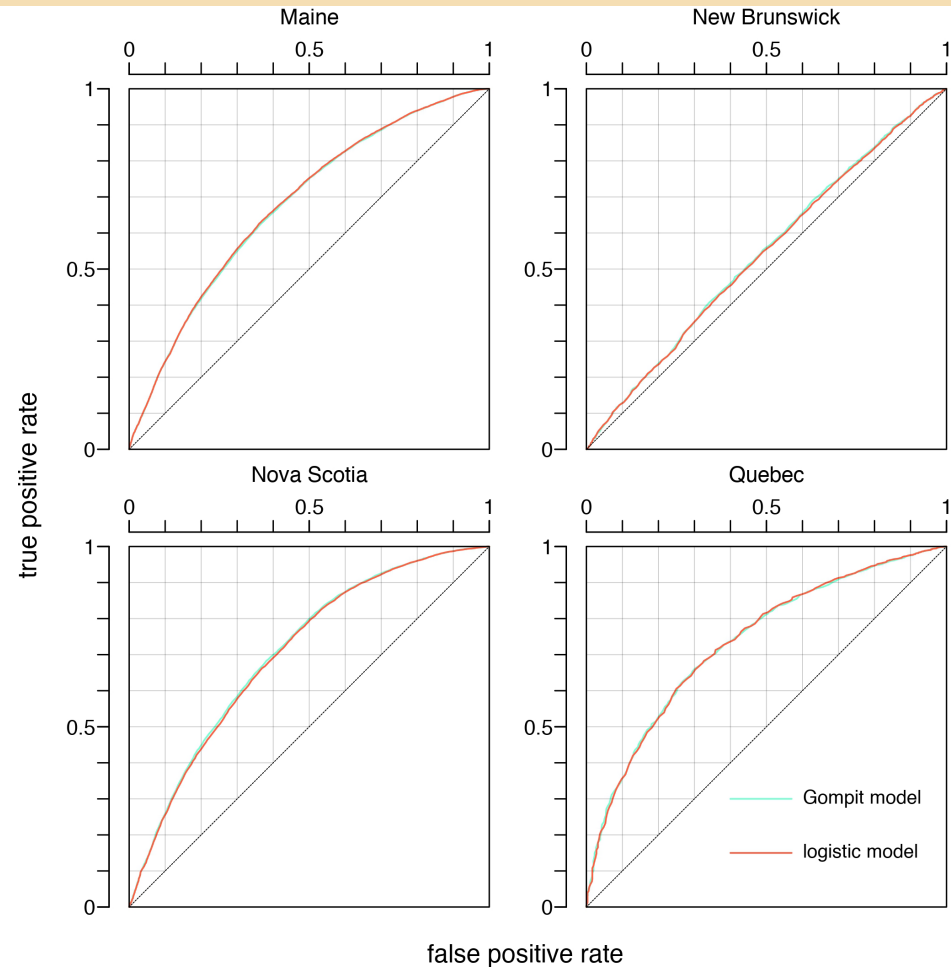 Maine
New Brunswick
0 0.5 1
0 0.5 1
1
0.5
0
1
0.5
0
Nova Scotia
Quebec
0 0.5 1
0 0.5 1
1
0.5
0
1
0.5
0
Gompit model
logistic model
true positive rate
false positive rate